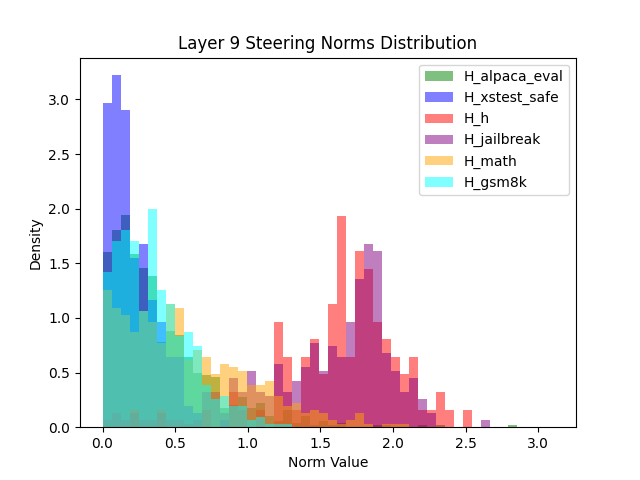 Layer 9 Steering Norms Distribution
H_alpaca_eval
H_xstest_safe
H_h
H_jailbreak
H_math
H_gsm8k
Density
3.0
2.5
2.0
1.5
1.0
0.5
0.0
0.0 0.5 1.0 1.5 2.0 2.5 3.0
Norm Value